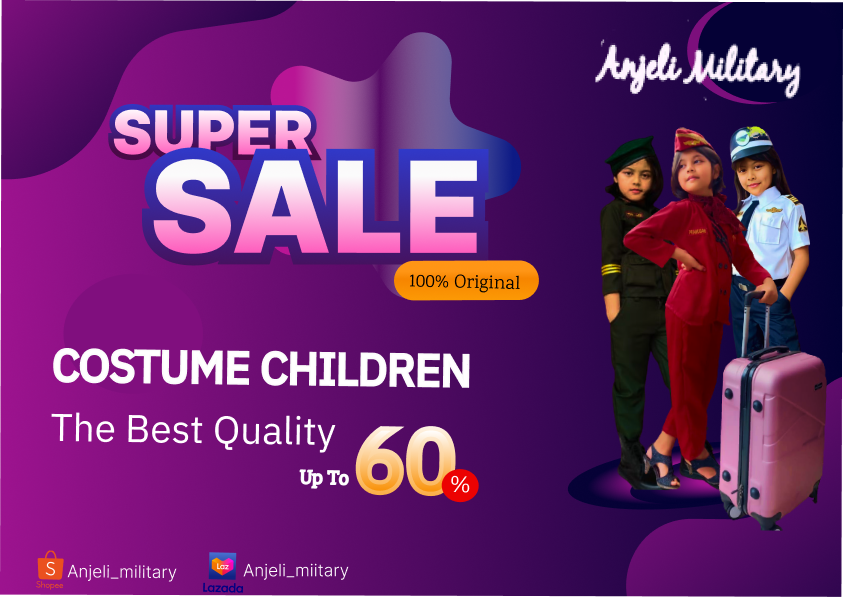 Anjeli Military
SUPER
SALE
100% Original
COSTUME CHILDREN
The Best Quality
Up To 60%
S
Shopee
Anjeli_military
Laz
Lazada
Anjeli_miitary